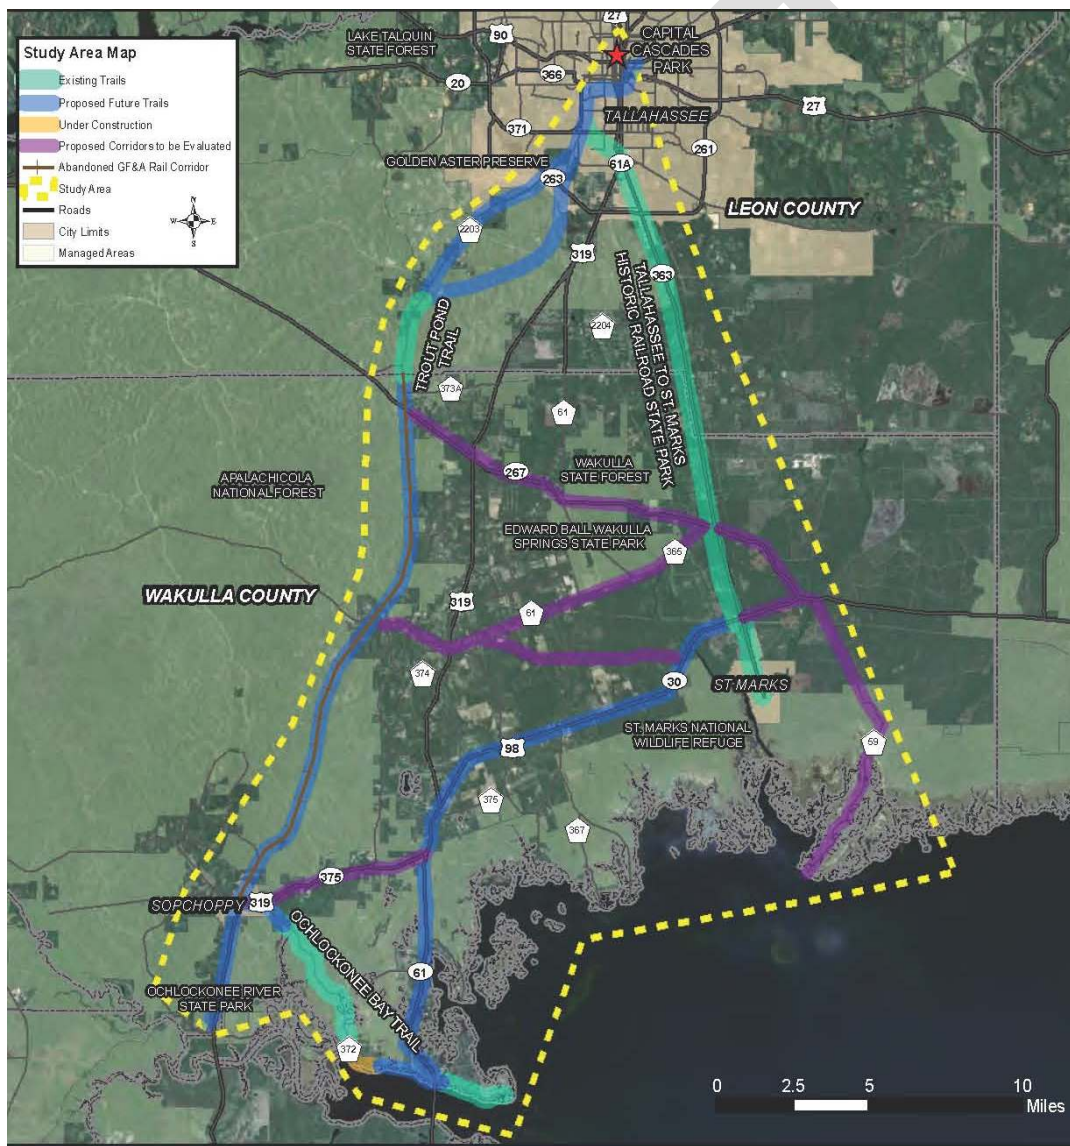 27
CAPITAL
CASCADES
PARK
LAKE TALQUIN
STATE FOREST
90
Study Area Map
Existing Trails
Proposed Future Trails
Under Construction
Proposed Corridors to be Evaluated
Abandoned GF&A Rail Corridor
Study Area
Roads
City Limits
Managed Areas
N
W
E
S
20
366
27
TALLAHASSEE
371
261
GOLDEN ASTER PRESERVE
61A
263
LEON COUNTY
2203
319
363
TALLAHASSEE TO ST. MARKS
HISTORIC RAILROAD STATE PARK
TROUT POND
TRAIL
2204
373A
61
267
WAKULLA
STATE FOREST
APALACHICOLA
NATIONAL FOREST
EDWARD BALL WAKULLA
SPRINGS STATE PARK
365
WAKULLA COUNTY
319
61
374
30
ST MARKS
ST. MARKS NATIONAL
WILDLIFE REFUGE
98
59
375
367
375
SOPCHOPPY
319
OCHLOCKONEE BAY TRAIL
61
OCHLOCKONEE RIVER
STATE PARK
372
0
2.5
5
10
Miles